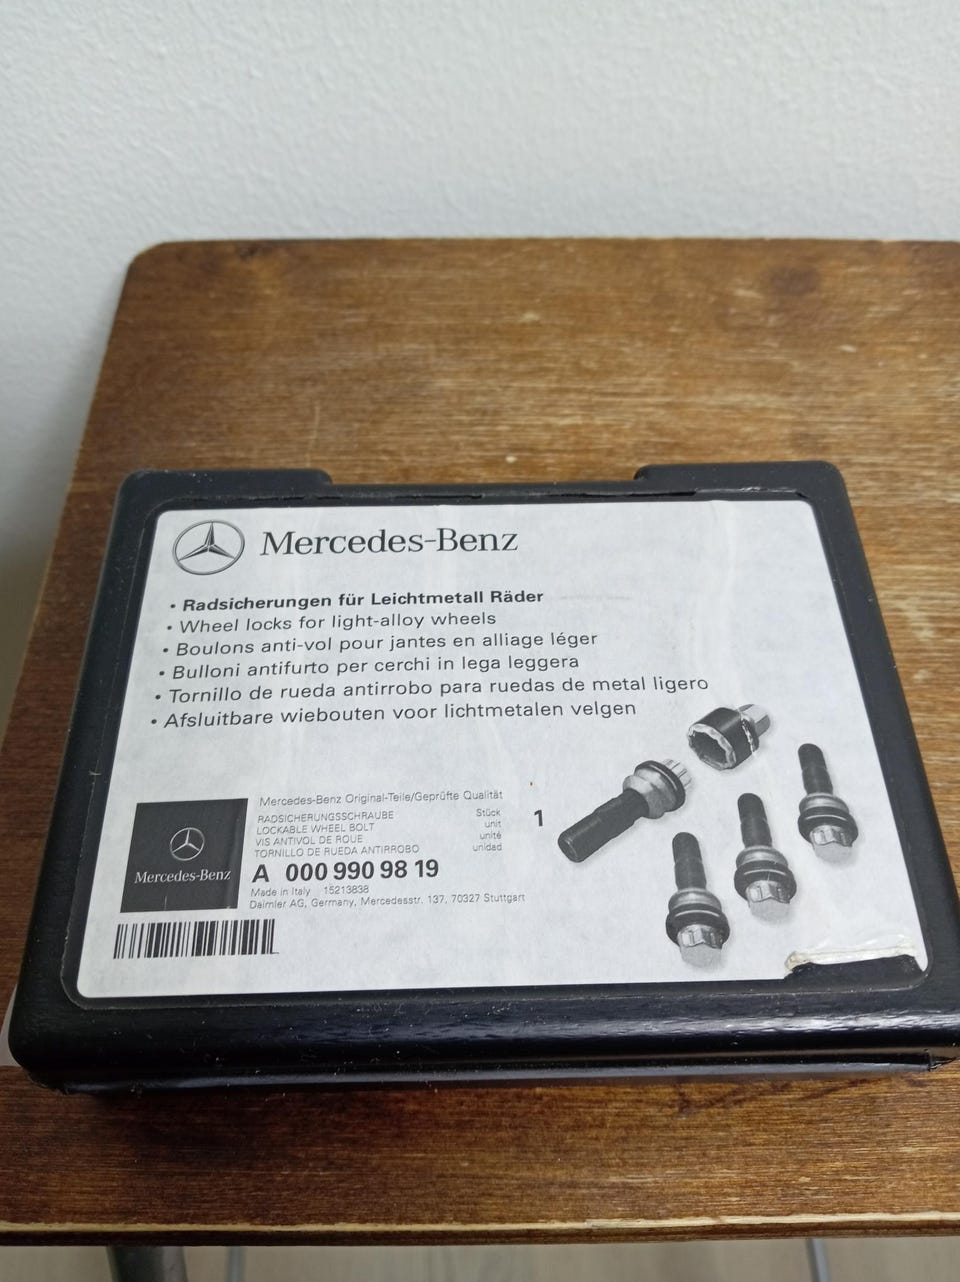 Mercedes-Benz
• Radsicherungen für Leichtmetall Räder
• Wheel locks for light-alloy wheels
• Boulons anti-vol pour jantes en alliage léger
• Bulloni antifurto per cerchi in lega leggera
• Tornillo de rueda antirrobo para ruedas de metal ligero
• Afsluitbare wiebouten voor lichtmetalen velgen
Mercedes-Benz Original-Teile/Geprüfte Qualität
RADSICHERUNGSSCHRAUBE Stück
LOCKABLE WHEEL BOLT unit
VIS ANTIVOL DE ROUE unité
TORNILLO DE RUEDA ANTIRROBO unidad
1
Mercedes-Benz
A 000 990 98 19
Made in Italy 15213838
Daimler AG, Germany, Mercedesstr. 137, 70327 Stuttgart